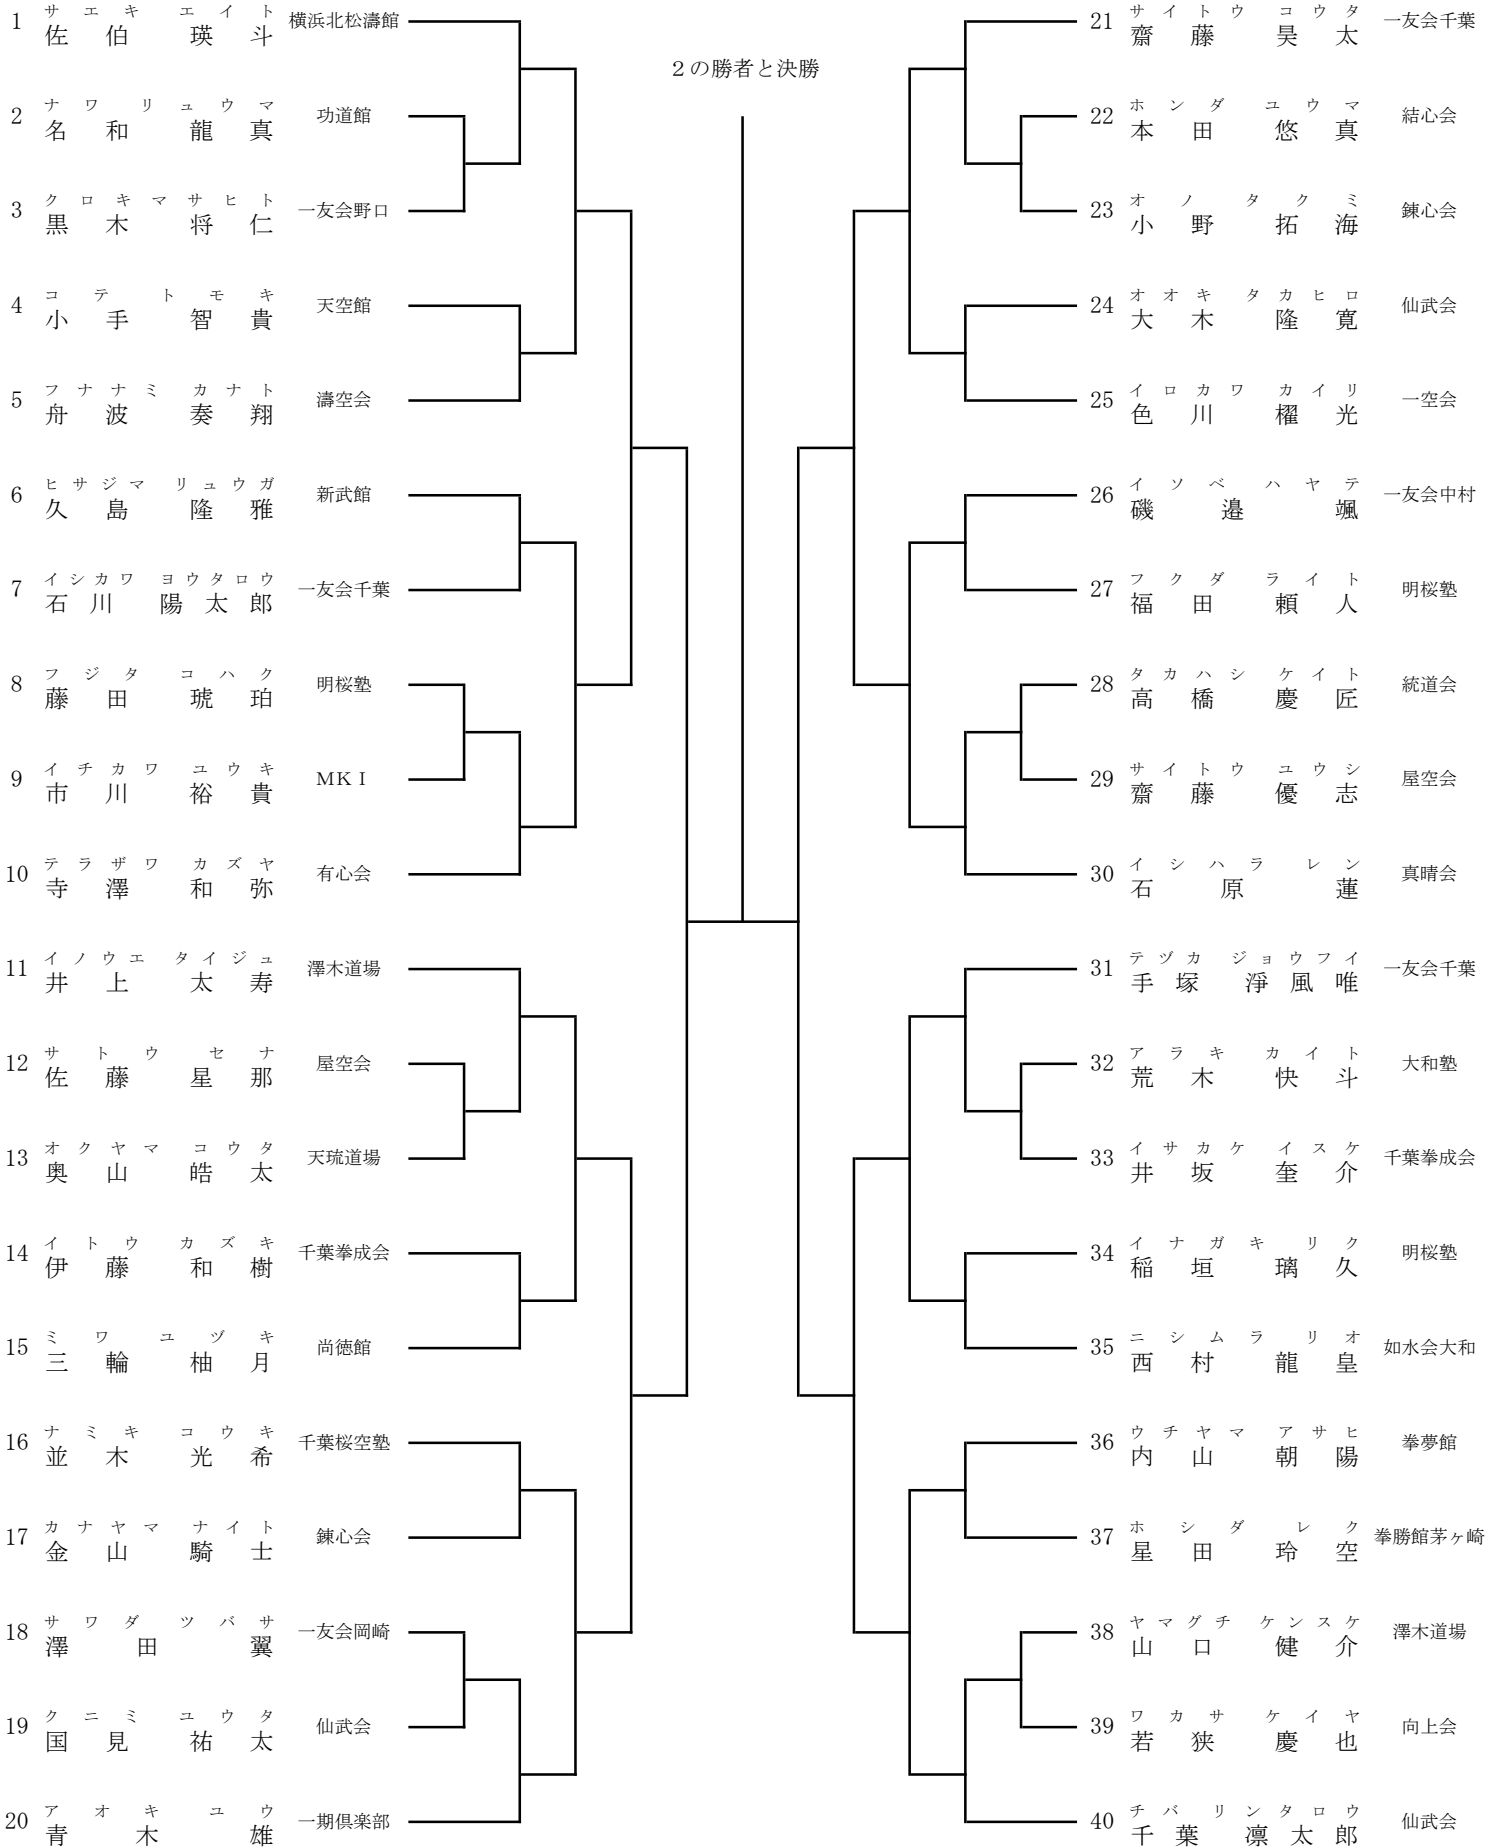 ２の勝者と決勝
サエキ エイト
1 佐伯 瑛斗 横浜北松濤館
ナワ リュウマ
2 名和 龍真 功道館
クロキマサヒト
3 黒木 将仁 一友会野口
コテ トモキ
4 小手 智貴 天空館
フナナミ カナト
5 舟波 奏翔 濤空会
ヒサジマ リュウガ
6 久島 隆雅 新武館
イシカワ ヨウタロウ
7 石川 陽太郎 一友会千葉
フジタ コハク
8 藤田 琥珀 明桜塾
イチカワ ユウキ
9 市川 裕貴 ＭＫＩ
テラザワ カズヤ
10 寺澤 和弥 有心会
イノウエ タイジュ
11 井上 太寿 澤木道場
サトウ セナ
12 佐藤 星那 屋空会
オクヤマ コウタ
13 奥山 皓太 天琉道場
イトウ カズキ
14 伊藤 和樹 千葉拳成会
ミワ ユヅキ
15 三輪 柚月 尚徳館
ナミキ コウキ
16 並木 光希 千葉桜空塾
カナヤマ ナイト
17 金山 騎士 錬心会
サワダ ツバサ
18 澤田 翼 一友会岡崎
クニミ ユウタ
19 国見 祐太 仙武会
アオキ ユウ
20 青木 雄 一期倶楽部
サイトウ コウタ
21 齋藤 昊太 一友会千葉
ホンダ ユウマ
22 本田 悠真 結心会
オノ タクミ
23 小野 拓海 錬心会
オオキ タカヒロ
24 大木 隆寛 仙武会
イロカワ カイリ
25 色川 櫂光 一空会
イソベ ハヤテ
26 磯邉 颯 一友会中村
フクダ ライト
27 福田 頼人 明桜塾
タカハシ ケイト
28 高橋 慶匠 統道会
サイトウ ユウシ
29 齋藤 優志 屋空会
イシハラ レン
30 石原 蓮 真晴会
テヅカ ジョウフイ
31 手塚 淨風唯 一友会千葉
アラキ カイト
32 荒木 快斗 大和塾
イサカケ イスケ
33 井坂 奎介 千葉拳成会
イナガキ リク
34 稲垣 璃久 明桜塾
ニシムラ リオ
35 西村 龍皇 如水会大和
ウチヤマ アサヒ
36 内山 朝陽 拳夢館
ホシダ レク
37 星田 玲空 拳勝館茅ヶ崎
ヤマグチ ケンスケ
38 山口 健介 澤木道場
ワカサ ケイヤ
39 若狭 慶也 向上会
チバ リンタロウ
40 千葉 凛太郎 仙武会